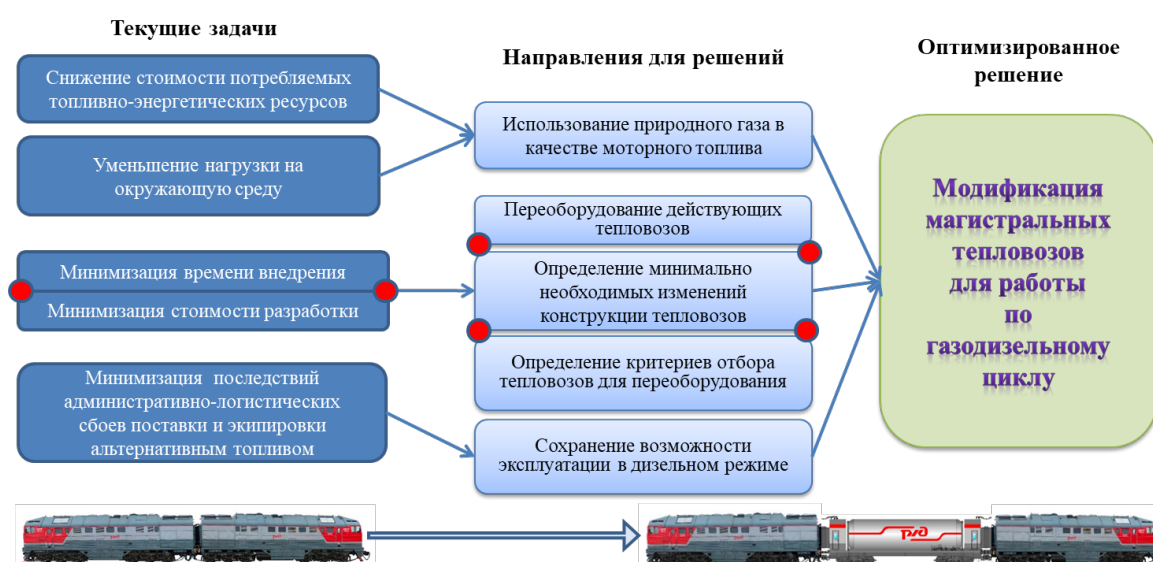 Текущие задачи
Снижение стоимости потребляемых
топливно-энергетических ресурсов
Уменьшение нагрузки на
окружающую среду
Минимизация времени внедрения
Минимизация стоимости разработки
Минимизация последствий
административно-логистических
сбоев поставки и экипировки
альтернативным топливом
Направления для решений
Использование природного газа в
качестве моторного топлива
Переоборудование действующих
тепловозов
Определение минимально
необходимых изменений
конструкции тепловозов
Определение критериев отбора
тепловозов для переоборудования
Сохранение возможности
эксплуатации в дизельном режиме
Оптимизированное
решение
Модификация
магистральных
тепловозов
для работы
по
газодизельному
циклу
ржд